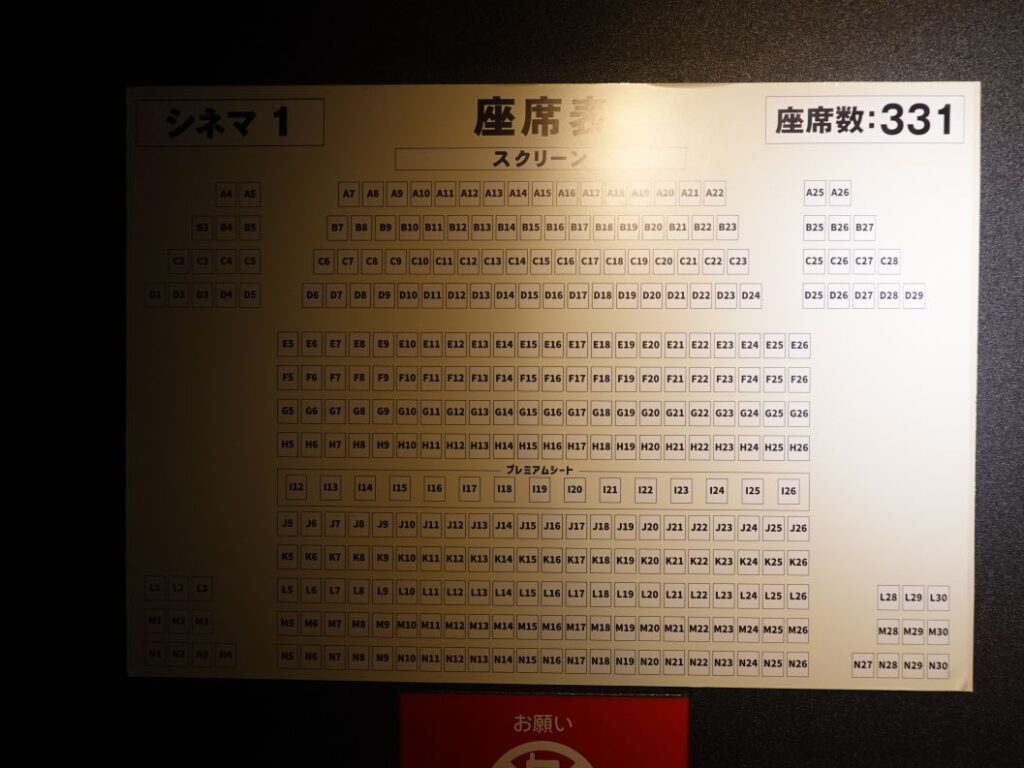 シネマ 1
座席表
座席数:331
スクリーン
A4 A5 A7 A8 A9 A10 A11 A12 A13 A14 A15 A16 A17 A18 A19 A20 A21 A22 A25 A26
B3 B4 B5 B7 B8 B9 B10 B11 B12 B13 B14 B15 B16 B17 B18 B19 B20 B21 B22 B23 B25 B26 B27
C2 C3 C4 C5 C6 C7 C8 C9 C10 C11 C12 C13 C14 C15 C16 C17 C18 C19 C20 C21 C22 C23 C25 C26 C27 C28
D1 D2 D3 D4 D5 D6 D7 D8 D9 D10 D11 D12 D13 D14 D15 D16 D17 D18 D19 D20 D21 D22 D23 D24 D25 D26 D27 D28 D29
E5 E6 E7 E8 E9 E10 E11 E12 E13 E14 E15 E16 E17 E18 E19 E20 E21 E22 E23 E24 E25 E26
F5 F6 F7 F8 F9 F10 F11 F12 F13 F14 F15 F16 F17 F18 F19 F20 F21 F22 F23 F24 F25 F26
G5 G6 G7 G8 G9 G10 G11 G12 G13 G14 G15 G16 G17 G18 G19 G20 G21 G22 G23 G24 G25 G26
H5 H6 H7 H8 H9 H10 H11 H12 H13 H14 H15 H16 H17 H18 H19 H20 H21 H22 H23 H24 H25 H26
プレミアムシート
I12 I13 I14 I15 I16 I17 I18 I19 I20 I21 I22 I23 I24 I25 I26
J5 J6 J7 J8 J9 J10 J11 J12 J13 J14 J15 J16 J17 J18 J19 J20 J21 J22 J23 J24 J25 J26
K5 K6 K7 K8 K9 K10 K11 K12 K13 K14 K15 K16 K17 K18 K19 K20 K21 K22 K23 K24 K25 K26
L1 L2 L3 L5 L6 L7 L8 L9 L10 L11 L12 L13 L14 L15 L16 L17 L18 L19 L20 L21 L22 L23 L24 L25 L26 L28 L29 L30
M1 M2 M3 M5 M6 M7 M8 M9 M10 M11 M12 M13 M14 M15 M16 M17 M18 M19 M20 M21 M22 M23 M24 M25 M26 M28 M29 M30
N1 N2 N3 N4 N5 N6 N7 N8 N9 N10 N11 N12 N13 N14 N15 N16 N17 N18 N19 N20 N21 N22 N23 N24 N25 N26 N27 N28 N29 N30
お願い